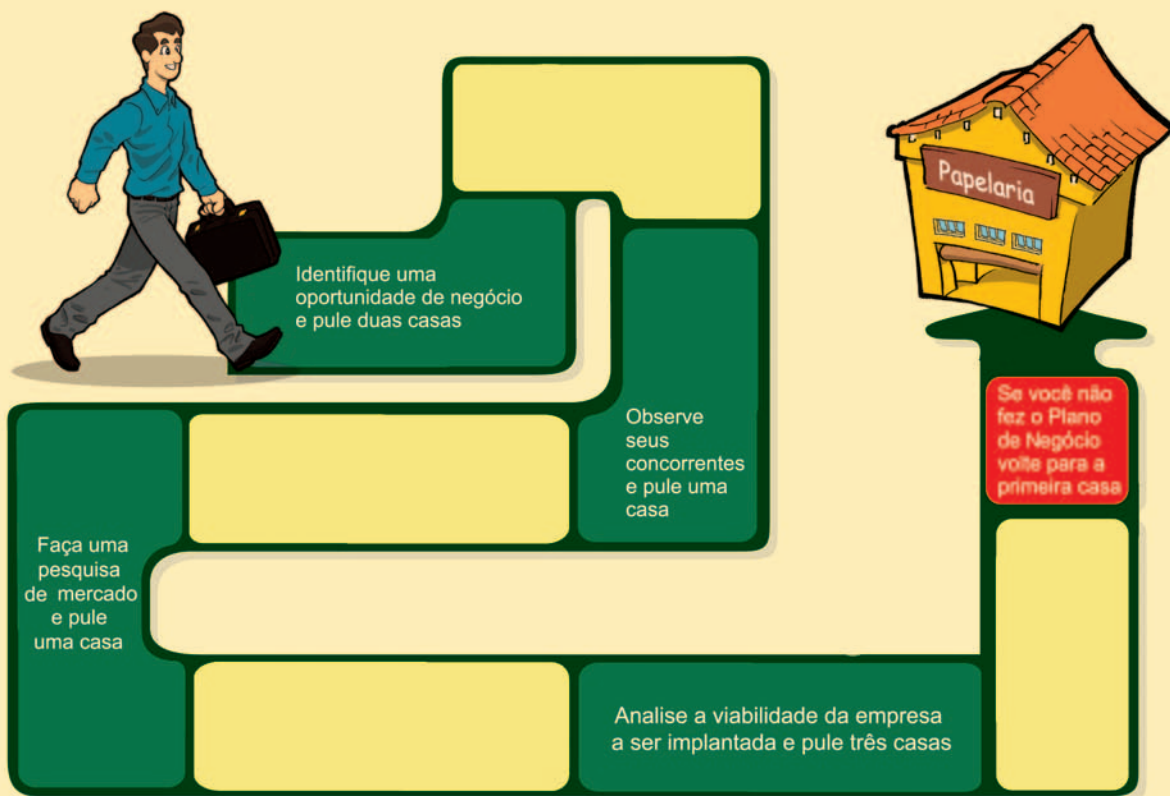 Identifique uma
oportunidade de negócio
e pule duas casas
Papelaria
Observe
seus
concorrentes
e pule uma
casa
Se você não
fez o Plano
de Negócio
volte para a
primeira casa
Faça uma
pesquisa
de mercado
e pule
uma casa
Analise a viabilidade da empresa
a ser implantada e pule três casas